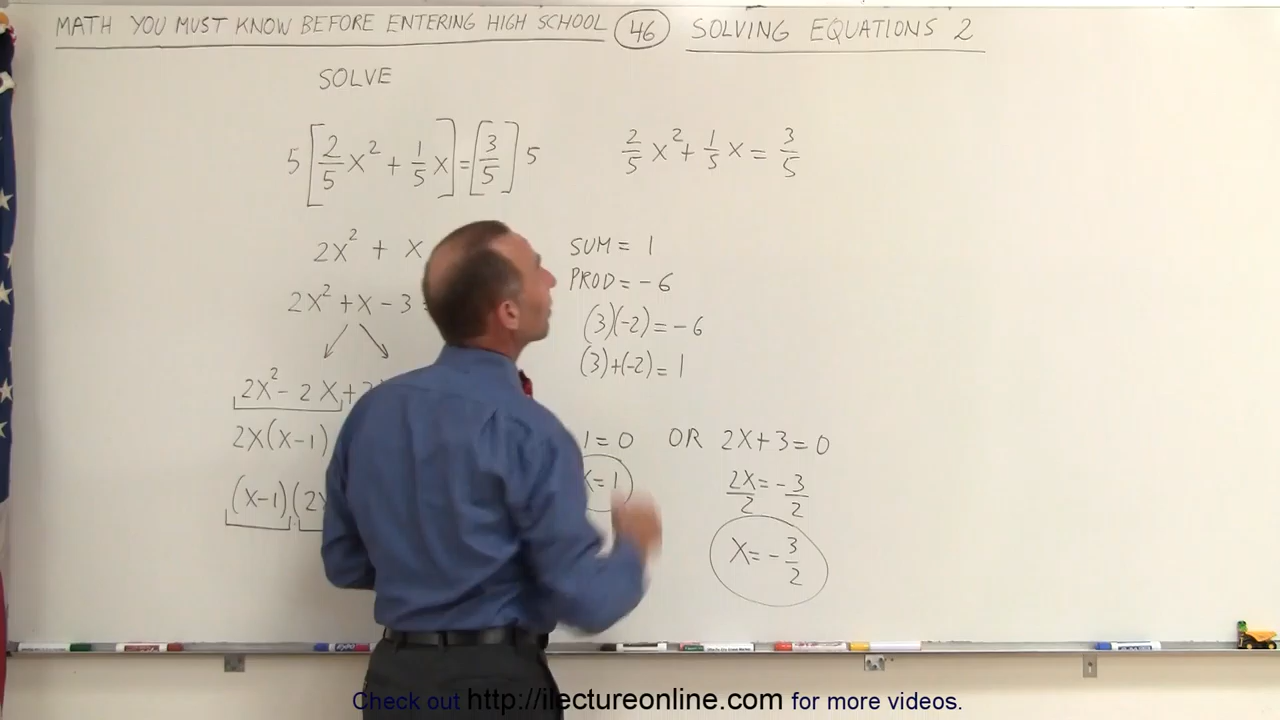 MATH YOU MUST KNOW BEFORE ENTERING HIGH SCHOOL 46 SOLVING EQUATIONS 2
SOLVE
5[2/5 x² + 1/5 x] = [3/5] 5
2/5 x² + 1/5 x = 3/5
2x² + x
2x² + x - 3
2x² - 2x +
2x(x-1)
(x-1)(2x
SUM = 1
PROD = -6
(3)(-2) = -6
(3)+(-2) = 1
1 = 0 OR 2x+3=0
x=1
2x/2 = -3/2
x = -3/2
Check out http://ilectureonline.com for more videos.